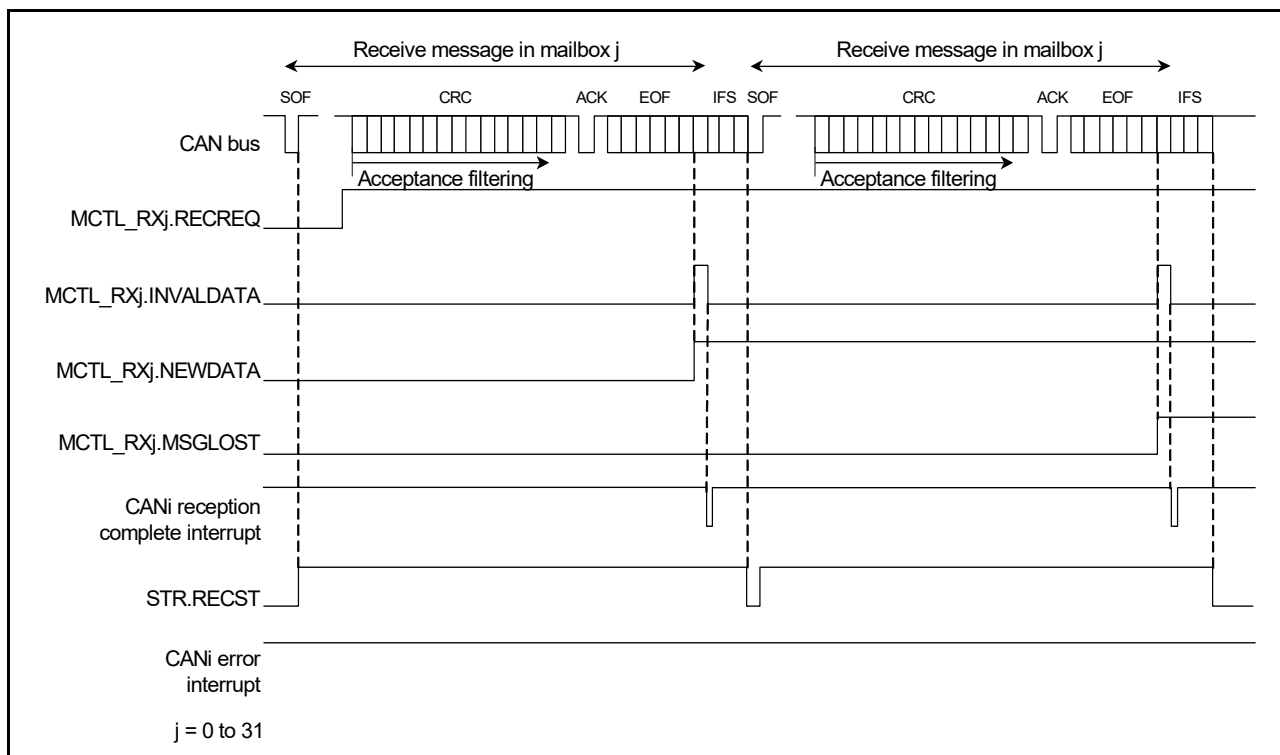 Receive message in mailbox j Receive message in mailbox j
SOF CRC ACK EOF IFS SOF CRC ACK EOF IFS
CAN bus
Acceptance filtering Acceptance filtering
MCTL_RXj.RECREQ
MCTL_RXj.INVALDATA
MCTL_RXj.NEWDATA
MCTL_RXj.MSGLOST
CANi reception
complete interrupt
STR.RECST
CANi error
interrupt
j = 0 to 31